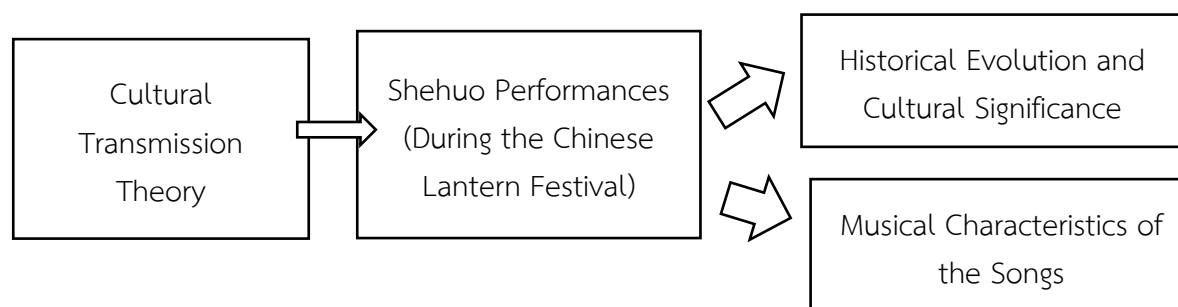 Cultural
Transmission
Theory
Shehuo Performances
(During the Chinese
Lantern Festival)
Historical Evolution and
Cultural Significance
Musical Characteristics of
the Songs